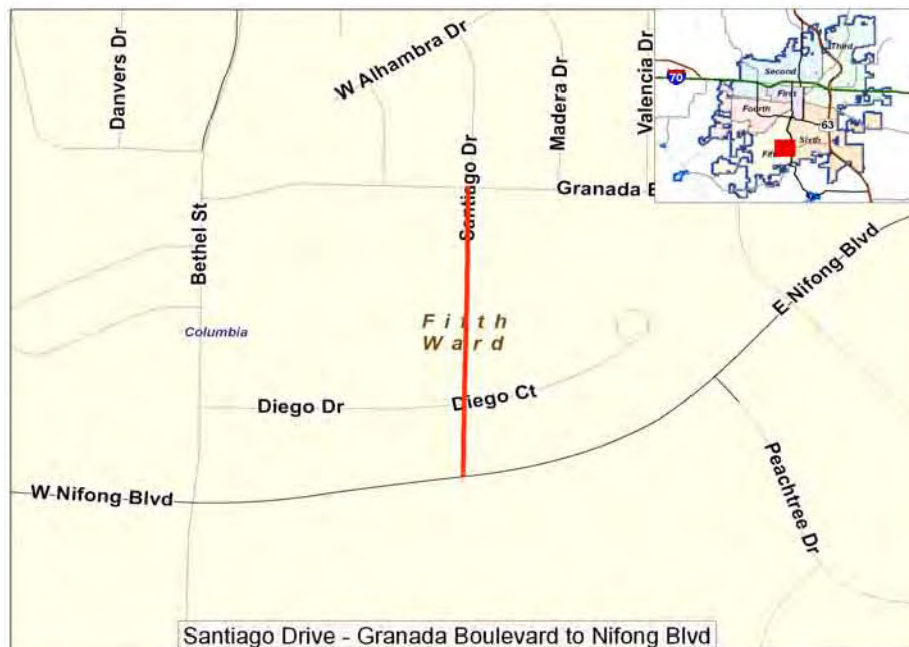 Danvers Dr
W Alhambra Dr
Madera Dr
Valencia Dr
Third
Second
70
First
Fourth
63
Sixth
Santiago Dr
Bethel St
E Nifong Blvd
Columbia
Fifth
Ward
Diego Dr
Diego Ct
W Nifong Blvd
Peachtree Dr
Granada
Santiago Drive - Granada Boulevard to Nifong Blvd